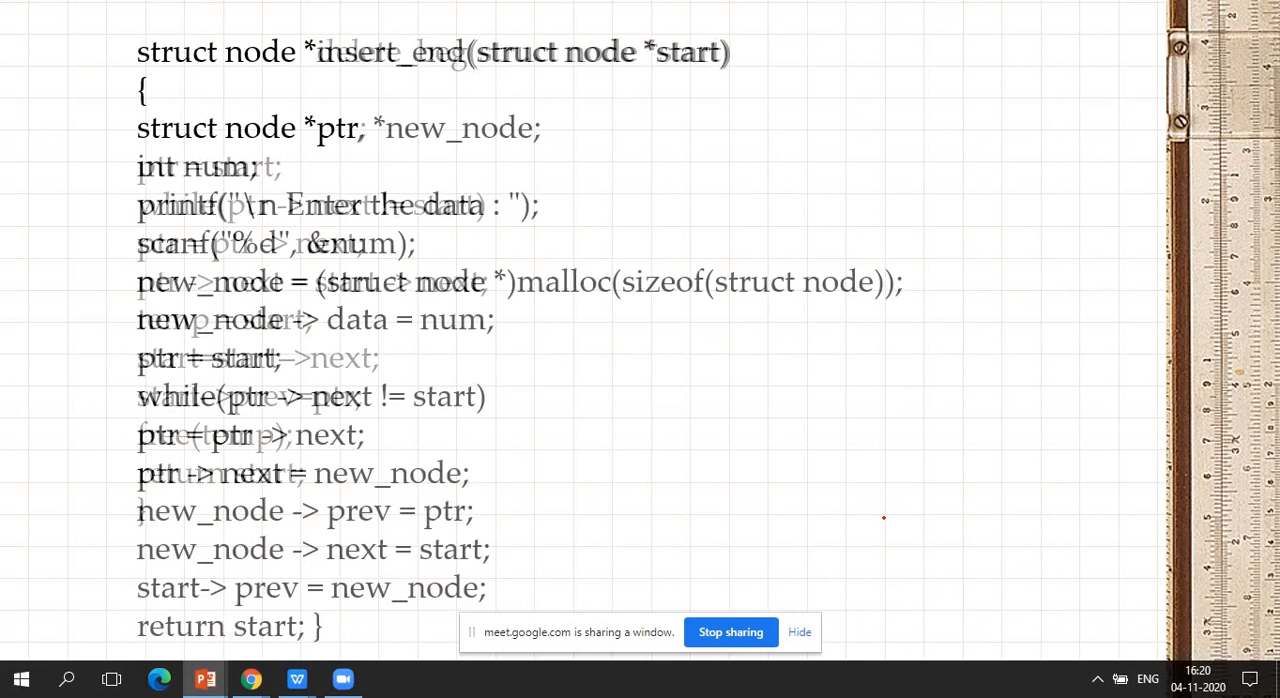 struct node *insert_end(struct node *start)
{
struct node *ptr, *new_node;
int num;
printf("\n Enter the data : ");
scanf("%d", &num);
new_node = (struct node *)malloc(sizeof(struct node));
new_node -> data = num;
ptr = start;
while(ptr -> next != start)
ptr = ptr -> next;
ptr -> next = new_node;
new_node -> prev = ptr;
new_node -> next = start;
start-> prev = new_node;
return start; }
meet.google.com is sharing a window. Stop sharing Hide
ENG
16:20
04-11-2020